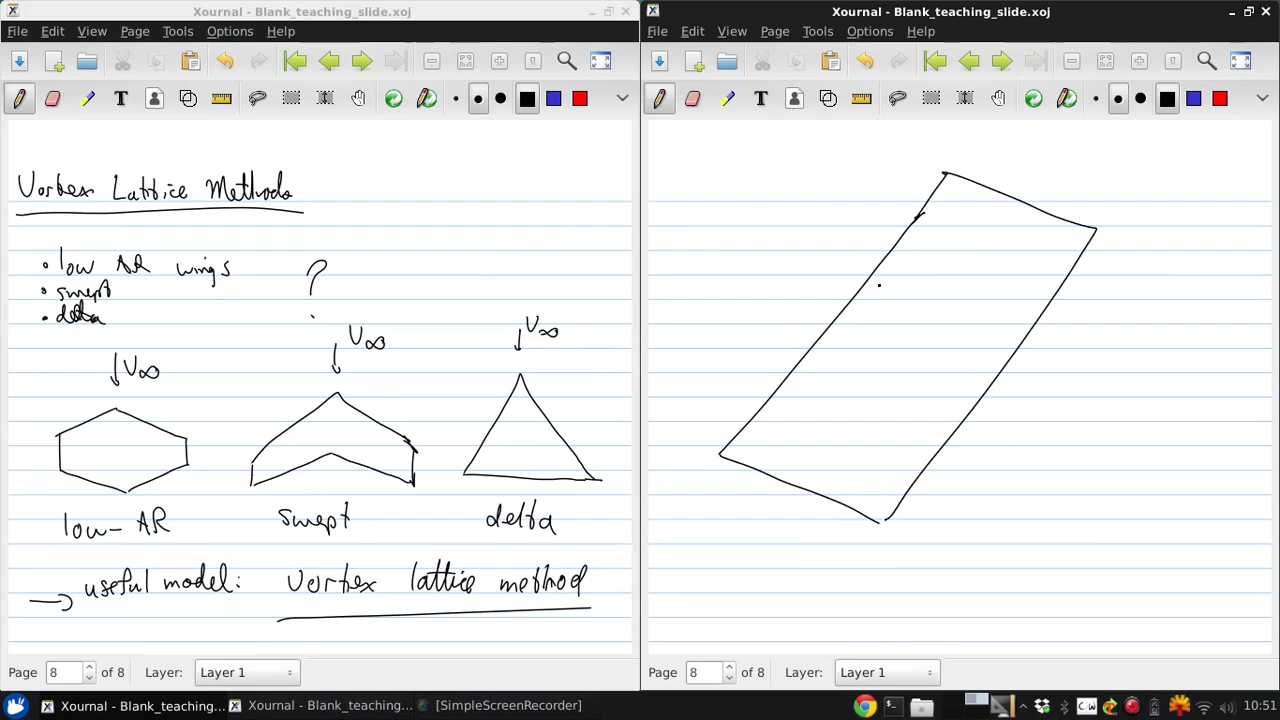 Xournal - Blank_teaching_slide.xoj
File Edit View Page Tools Options Help
Vortex Lattice Methods
• low AR wings
• swept
• delta
?
V∞
V∞
V∞
low-AR
swept
delta
→ useful model: vortex lattice method
Page 8 of 8 Layer: Layer 1
Xournal - Blank_teaching_slide.xoj
File Edit View Page Tools Options Help
Page 8 of 8 Layer: Layer 1
Xournal - Blank_teaching_... Xournal - Blank_teaching_... [SimpleScreenRecorder] 10:51